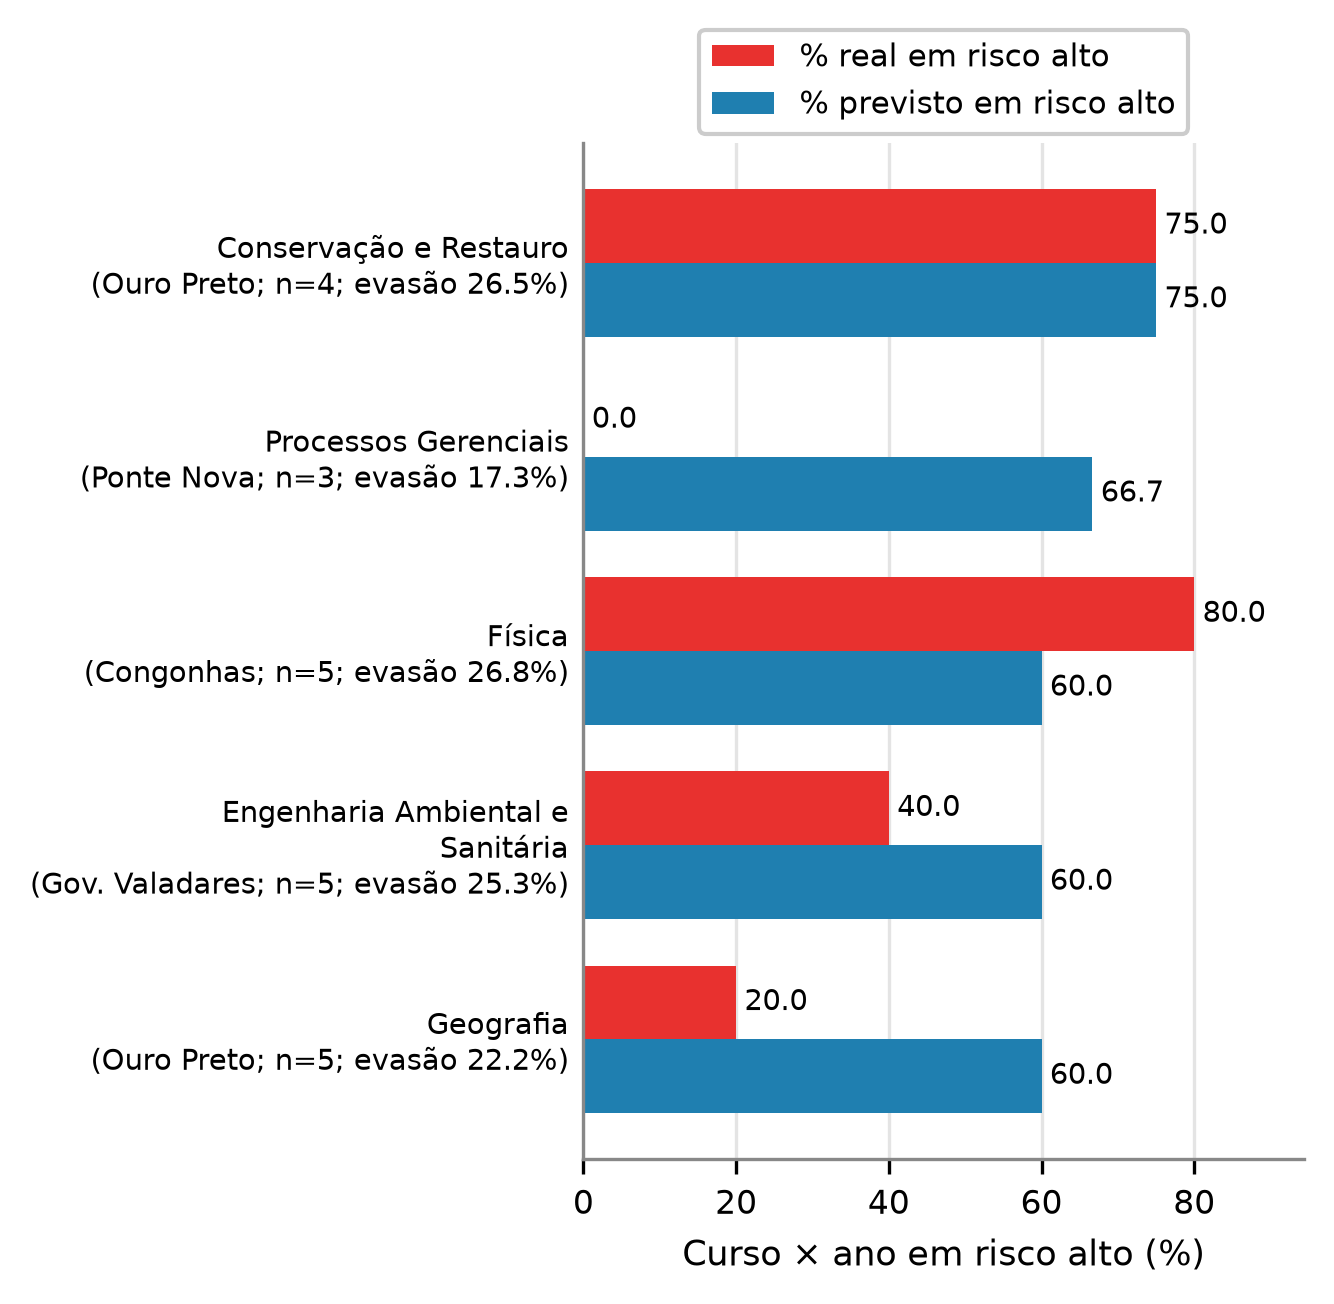 % real em risco alto
% previsto em risco alto
Conservação e Restauro
(Ouro Preto; n=4; evasão 26.5%)
75.0
75.0
Processos Gerenciais
(Ponte Nova; n=3; evasão 17.3%)
0.0
66.7
Física
(Congonhas; n=5; evasão 26.8%)
80.0
60.0
Engenharia Ambiental e
Sanitária
(Gov. Valadares; n=5; evasão 25.3%)
40.0
60.0
Geografia
(Ouro Preto; n=5; evasão 22.2%)
20.0
60.0
0 20 40 60 80
Curso × ano em risco alto (%)